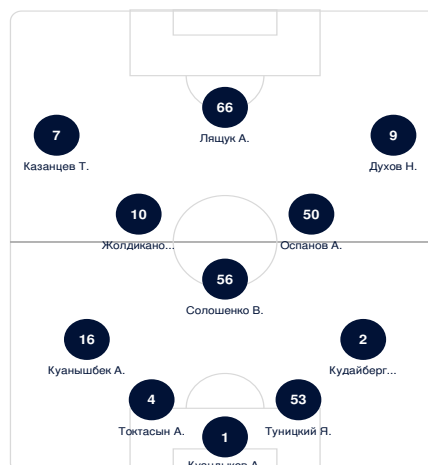 66
Лящук А.
7
9
Казанцев Т.
Духов Н.
10
50
Жолдикано...
Оспанов А.
56
Солошенко В.
16
2
Куанышбек А.
Кудайберг...
4
53
Токтасын А.
Туницкий Я.
1